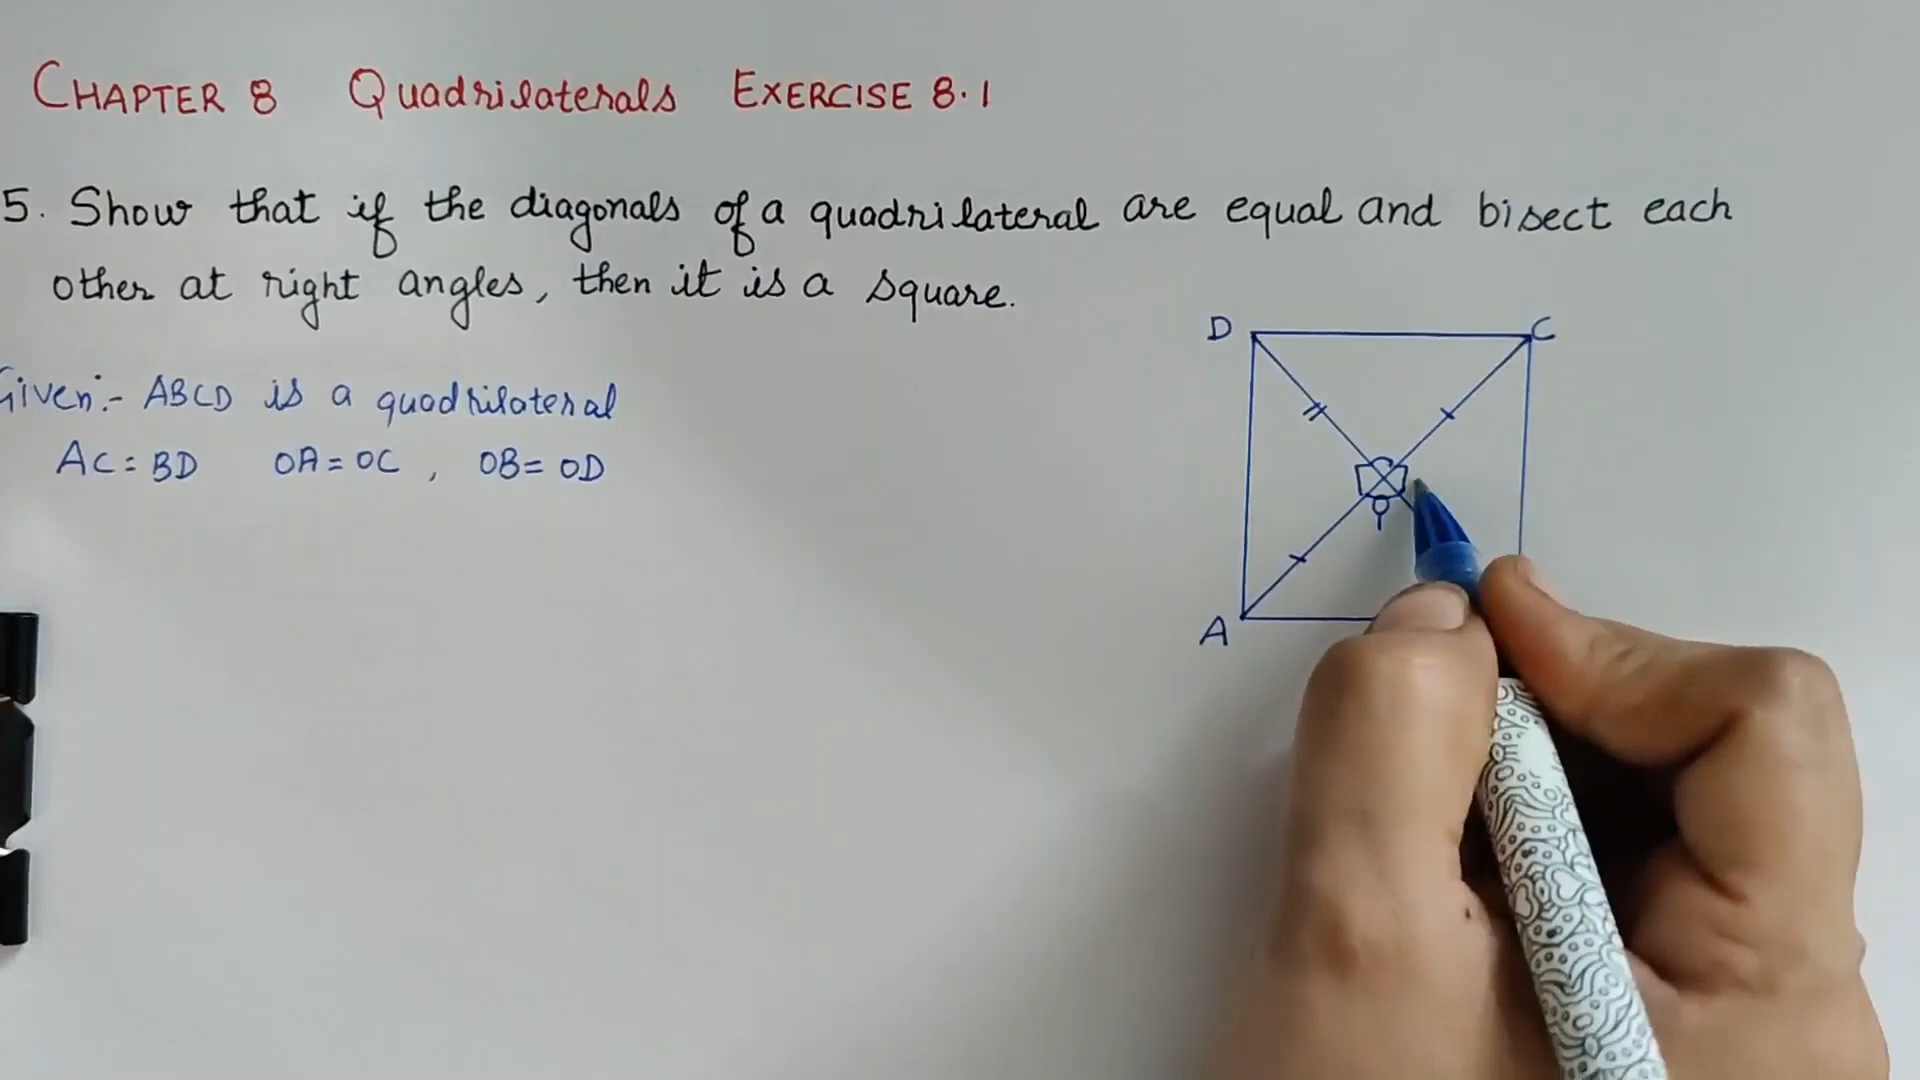 CHAPTER 8 Quadrilaterals EXERCISE 8.1
5. Show that if the diagonals of a quadrilateral are equal and bisect each
other at right angles, then it is a square.
Given:- ABCD is a quadrilateral
AC = BD OA = OC , OB = OD
D C
O
A